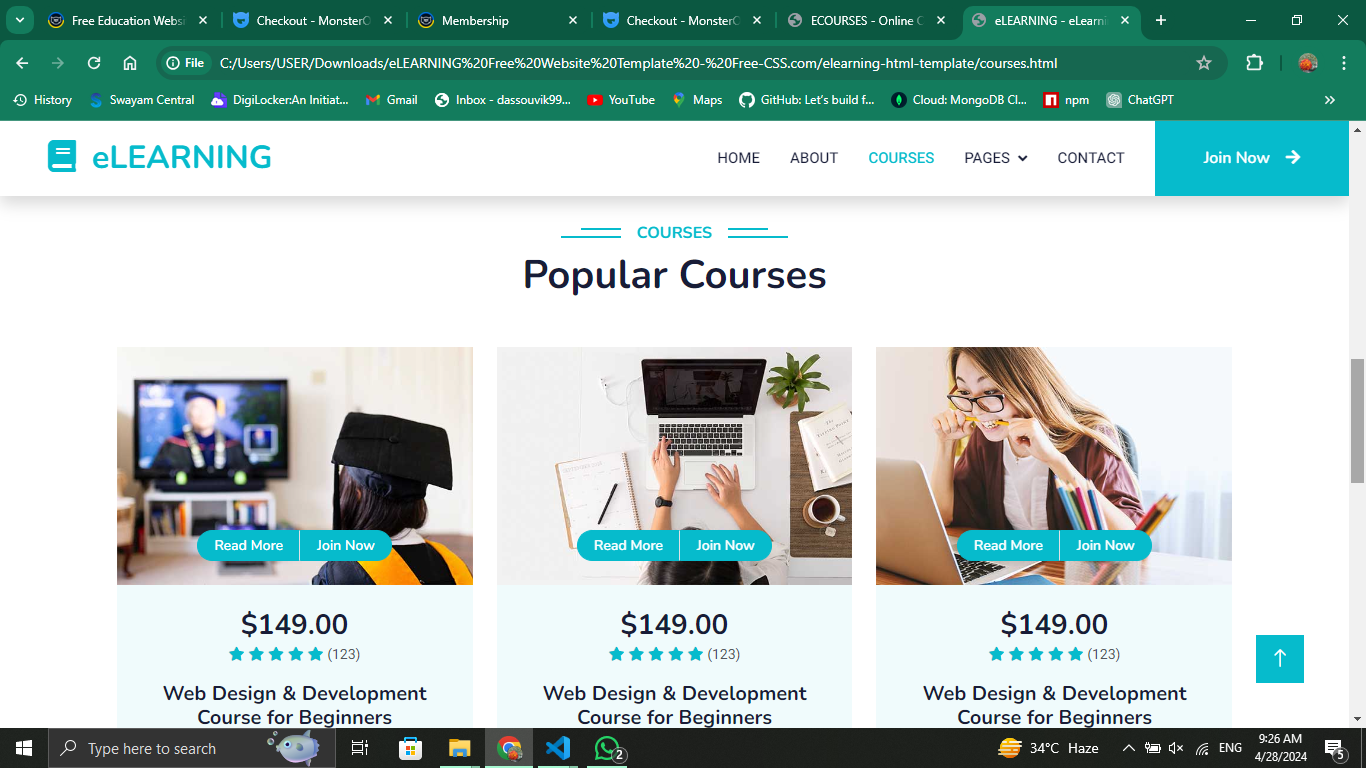 Free Education Websi
Checkout - MonsterO
Membership
Checkout - MonsterO
ECOURSES - Online C
eLEARNING - eLearni
File
C:/Users/USER/Downloads/eLEARNING%20Free%20Website%20Template%20-%20Free-CSS.com/elearning-html-template/courses.html
History
Swayam Central
DigiLocker:An Initiat...
Gmail
Inbox - dassouvik99...
YouTube
Maps
GitHub: Let's build f...
Cloud: MongoDB Cl...
npm
ChatGPT
eLEARNING
HOME
ABOUT
COURSES
PAGES
CONTACT
Join Now
COURSES
Popular Courses
Read More
Join Now
Read More
Join Now
Read More
Join Now
$149.00
(123)
Web Design & Development
Course for Beginners
$149.00
(123)
Web Design & Development
Course for Beginners
$149.00
(123)
Web Design & Development
Course for Beginners
Type here to search
2
34°C Haze
ENG
9:26 AM
4/28/2024
5